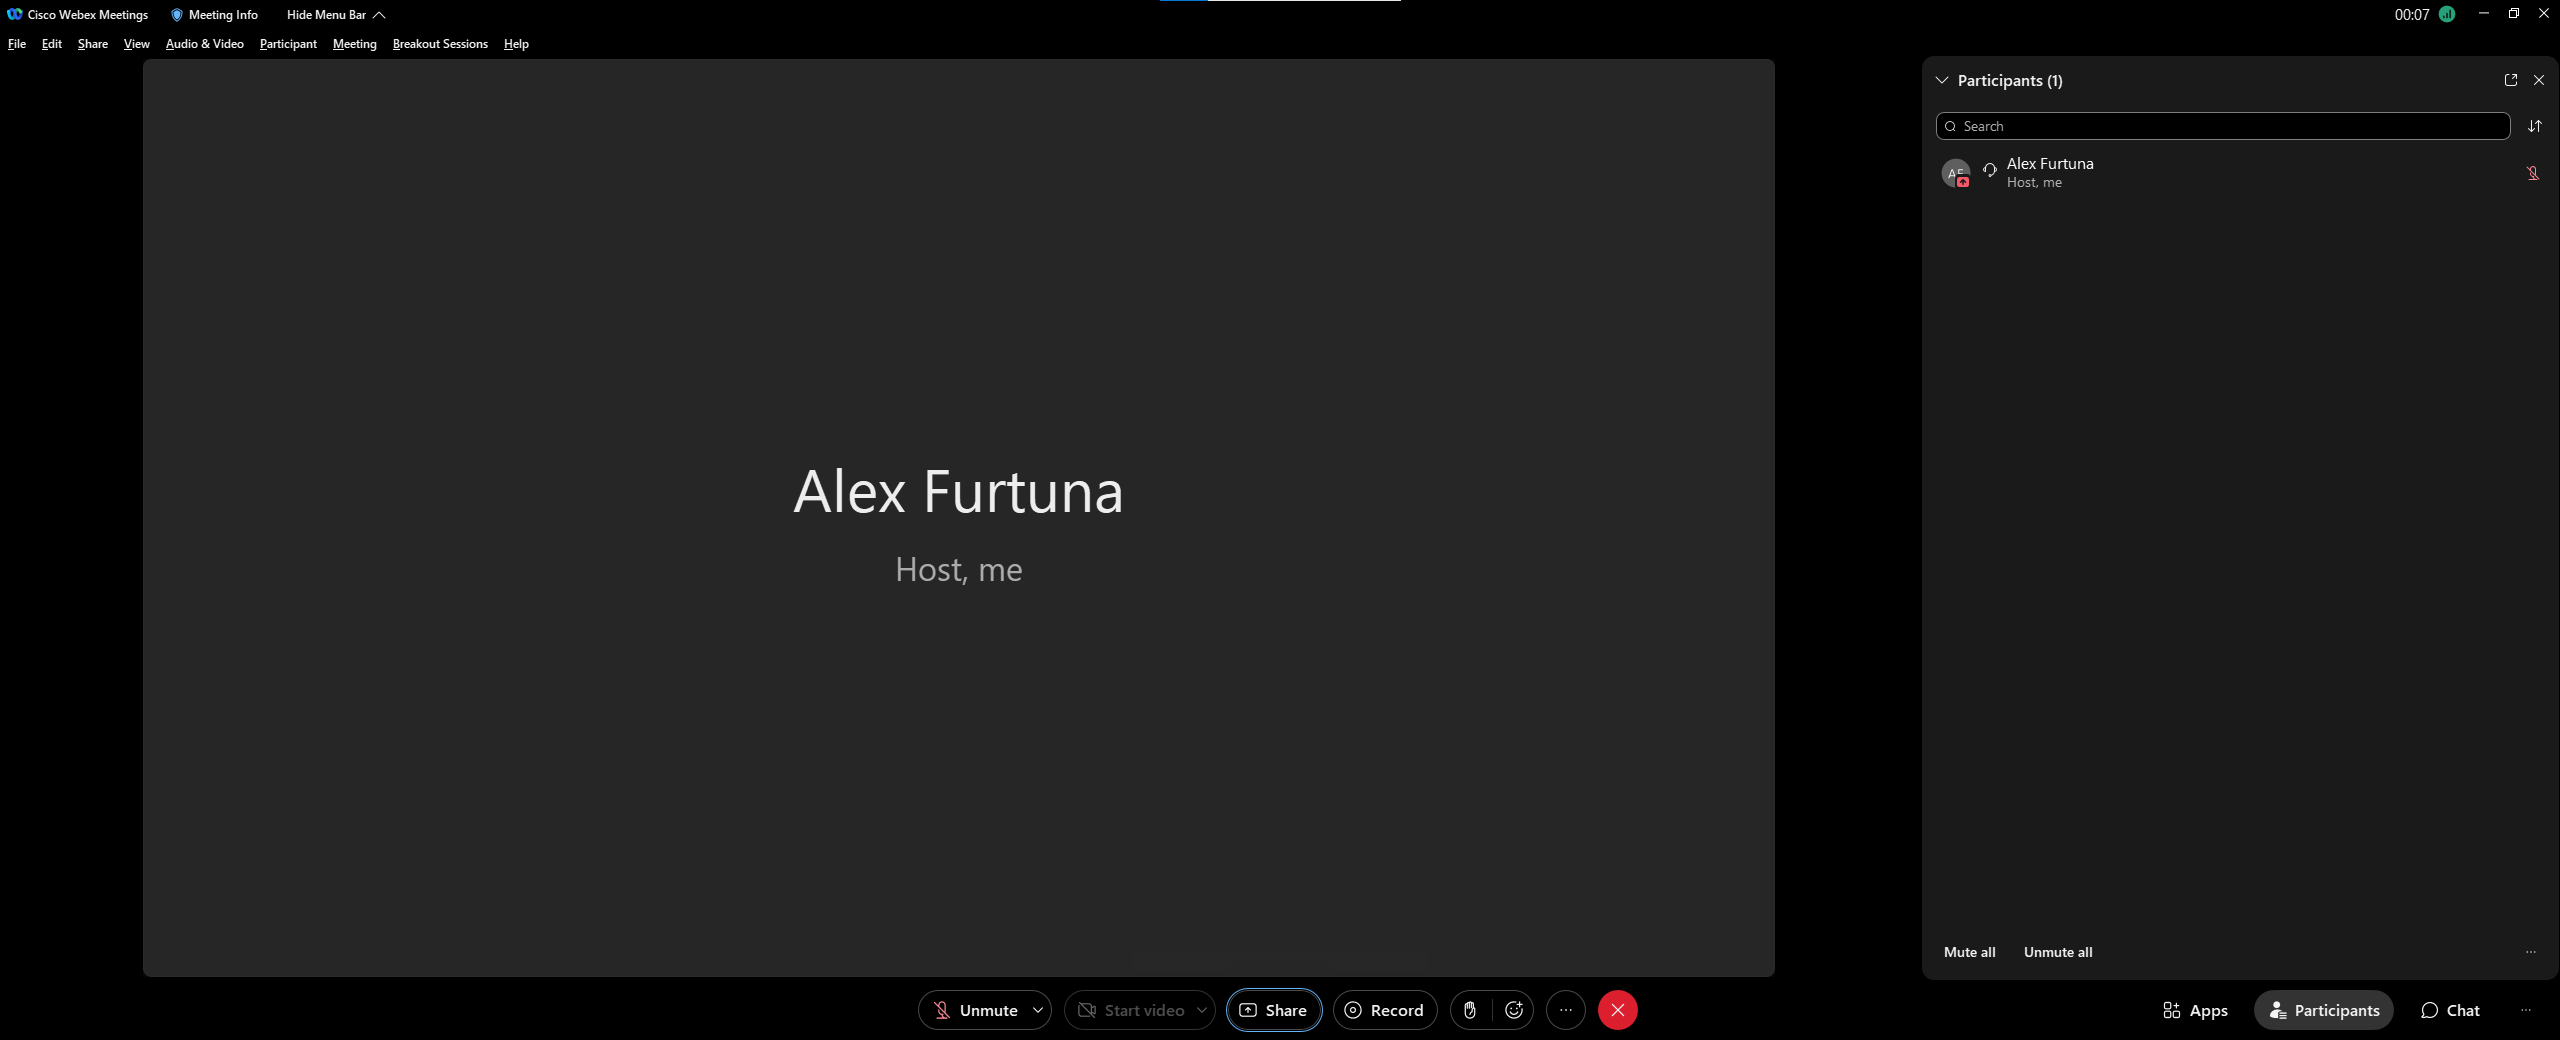 Cisco Webex Meetings Meeting Info Hide Menu Bar 00:07
File Edit Share View Audio & Video Participant Meeting Breakout Sessions Help
Participants (1)
Search
AF
Alex Furtuna
Host, me
Alex Furtuna
Host, me
Mute all Unmute all
Unmute Start video Share Record Apps Participants Chat